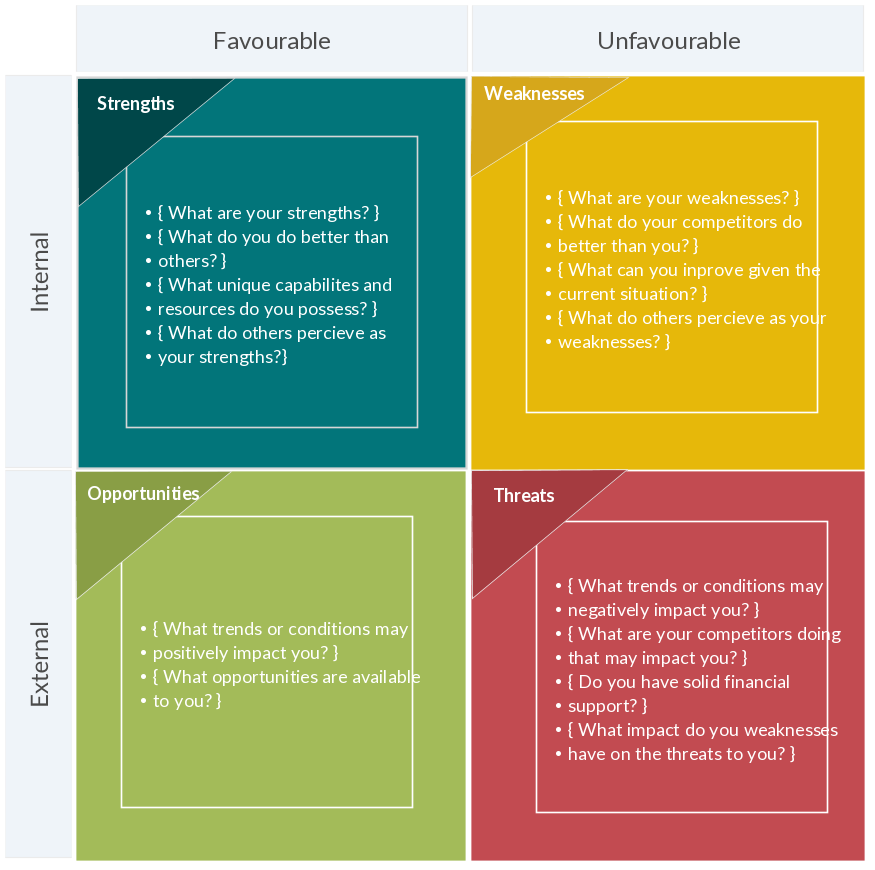 Favourable
Unfavourable
Internal
Strengths
• { What are your strengths? }
• { What do you do better than
• others? }
• { What unique capabilites and
• resources do you possess? }
• { What do others percieve as
• your strengths?}
Weaknesses
• { What are your weaknesses? }
• { What do your competitors do
• better than you? }
• { What can you inprove given the
• current situation? }
• { What do others percieve as your
• weaknesses? }
External
Opportunities
• { What trends or conditions may
• positively impact you? }
• { What opportunities are available
• to you? }
Threats
• { What trends or conditions may
• negatively impact you? }
• { What are your competitors doing
• that may impact you? }
• { Do you have solid financial
• support? }
• { What impact do you weaknesses
• have on the threats to you? }